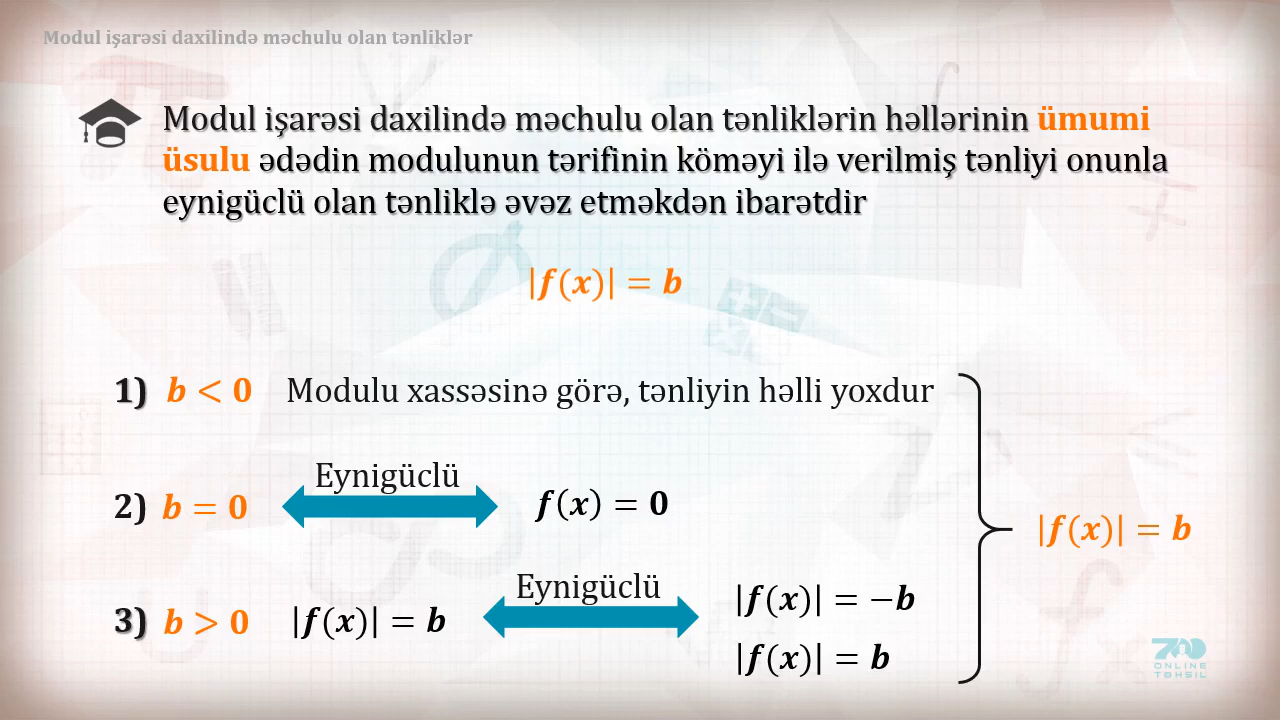 Modul işarəsi daxilində məchulu olan tənliklər
Modul işarəsi daxilində məchulu olan tənliklərin həllərinin ümumi
üsulu ədədin modulunun tərifinin köməyi ilə verilmiş tənliyi onunla
eynigüclü olan tənliklə əvəz etməkdən ibarətdir
|f(x)| = b
1) b < 0 Modulu xassəsinə görə, tənliyin həlli yoxdur
Eynigüclü
2) b = 0 f(x) = 0
|f(x)| = b
Eynigüclü
3) b > 0 |f(x)| = b
|f(x)| = −b
|f(x)| = b
ONLINE
TƏHSİL